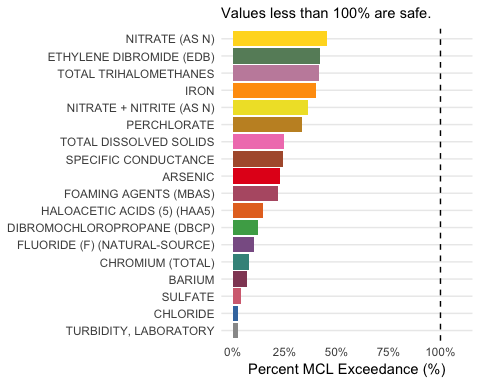 Values less than 100% are safe.
NITRATE (AS N)
ETHYLENE DIBROMIDE (EDB)
TOTAL TRIHALOMETHANES
IRON
NITRATE + NITRITE (AS N)
PERCHLORATE
TOTAL DISSOLVED SOLIDS
SPECIFIC CONDUCTANCE
ARSENIC
FOAMING AGENTS (MBAS)
HALOACETIC ACIDS (5) (HAA5)
DIBROMOCHLOROPROPANE (DBCP)
FLUORIDE (F) (NATURAL-SOURCE)
CHROMIUM (TOTAL)
BARIUM
SULFATE
CHLORIDE
TURBIDITY, LABORATORY
0% 25% 50% 75% 100%
Percent MCL Exceedance (%)